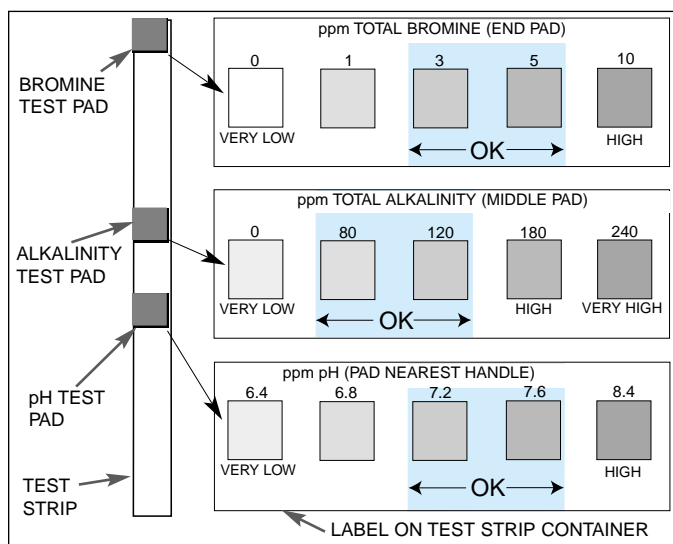 BROMINE
TEST PAD
ALKALINITY
TEST PAD
pH TEST
PAD
TEST
STRIP
ppm TOTAL BROMINE (END PAD)
0 1 3 5 10
VERY LOW HIGH
OK
ppm TOTAL ALKALINITY (MIDDLE PAD)
0 80 120 180 240
VERY LOW HIGH VERY HIGH
OK
ppm pH (PAD NEAREST HANDLE)
6.4 6.8 7.2 7.6 8.4
VERY LOW HIGH
OK
LABEL ON TEST STRIP CONTAINER